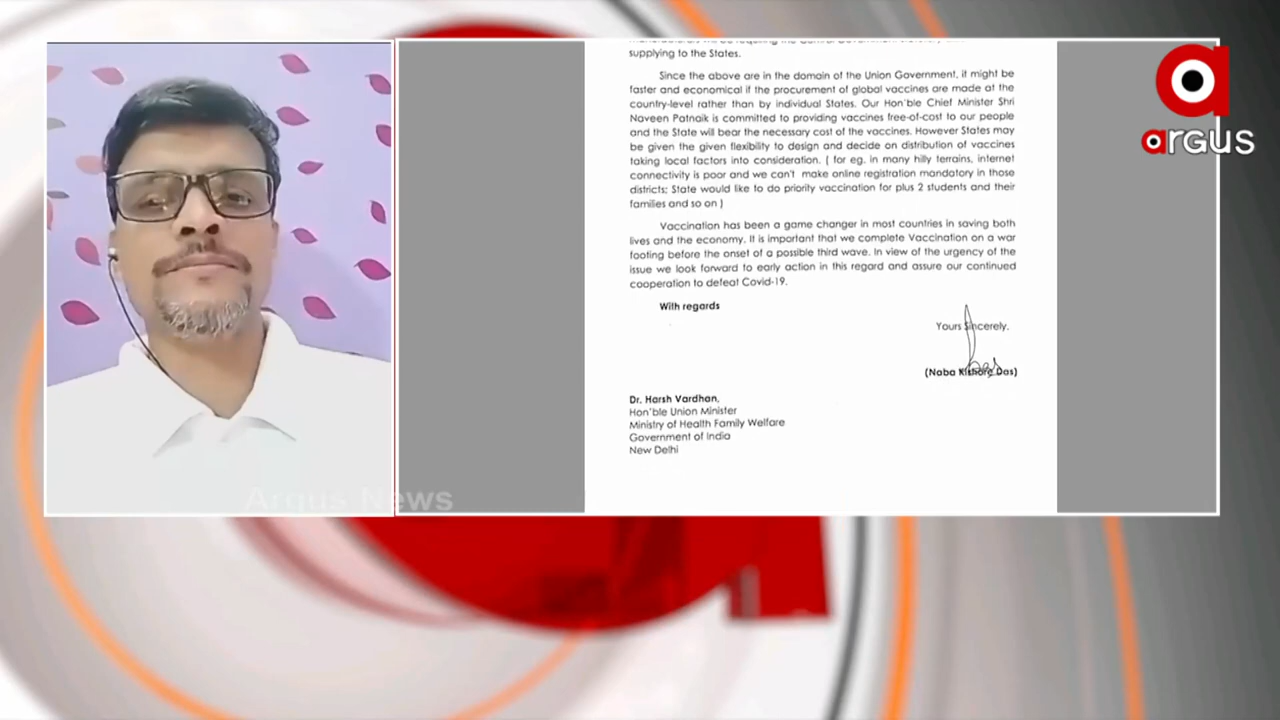 supplying to the States.
Since the above are in the domain of the Union Government, it might be
faster and economical if the procurement of global vaccines are made at the
country-level rather than by individual States. Our Hon'ble Chief Minister Shri
Naveen Patnaik is committed to providing vaccines free-of-cost to our people
and the State will bear the necessary cost of the vaccines. However States may
be given the given flexibility to design and decide on distribution of vaccines
taking local factors into consideration. ( for eg. in many hilly terrains, internet
connectivity is poor and we can't make online registration mandatory in those
districts; State would like to do priority vaccination for plus 2 students and their
families and so on )
Vaccination has been a game changer in most countries in saving both
lives and the economy. It is important that we complete Vaccination on a war
footing before the onset of a possible third wave. In view of the urgency of the
issue we look forward to early action in this regard and assure our continued
cooperation to defeat Covid-19.
With regards
Yours Sincerely.
(Naba Kishore Das)
Dr. Harsh Vardhan,
Hon'ble Union Minister
Ministry of Health Family Welfare
Government of India
New Delhi
argus
Argus News